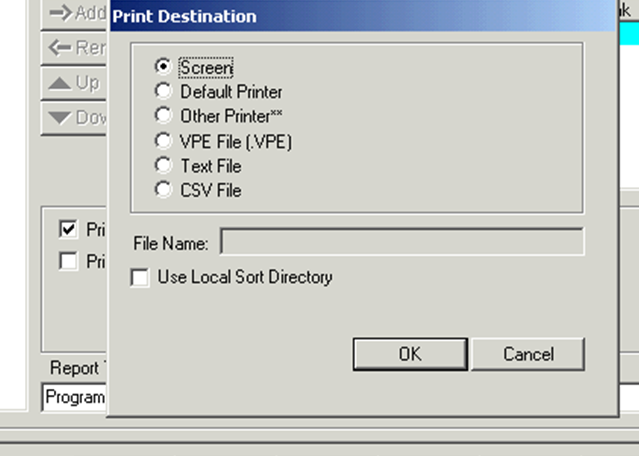 Add
Print Destination
Screen
Up
Default Printer
Other Printer**
VPE File (.VPE)
Text File
CSV File
File Name:
Use Local Sort Directory
OK
Cancel
Report
Program